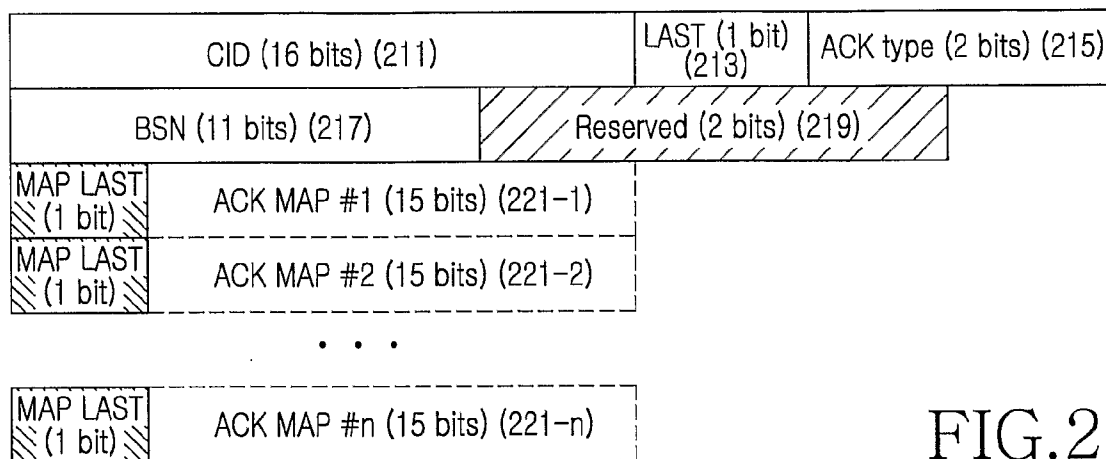 CID (16 bits) (211)
LAST (1 bit)
(213)
ACK type (2 bits) (215)
BSN (11 bits) (217)
Reserved (2 bits) (219)
MAP LAST
(1 bit)
ACK MAP #1 (15 bits) (221-1)
MAP LAST
(1 bit)
ACK MAP #2 (15 bits) (221-2)
• • •
MAP LAST
(1 bit)
ACK MAP #n (15 bits) (221-n)
FIG.2